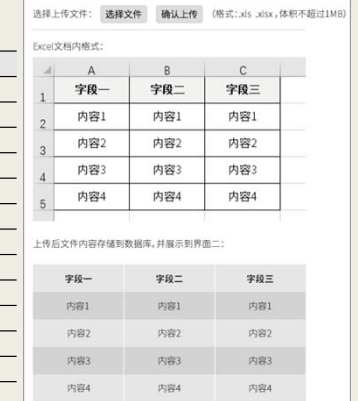 选择上传文件： 选择文件 确认上传 (格式:.xls .xlsx，体积不超过1MB)
Excel文档内格式：
A B C
1 字段一 字段二 字段三
2 内容1 内容1 内容1
3 内容2 内容2 内容2
4 内容3 内容3 内容3
5 内容4 内容4 内容4
上传后文件内容存储到数据库，并展示到界面二：
字段一 字段二 字段三
内容1 内容1 内容1
内容2 内容2 内容2
内容3 内容3 内容3
内容4 内容4 内容4